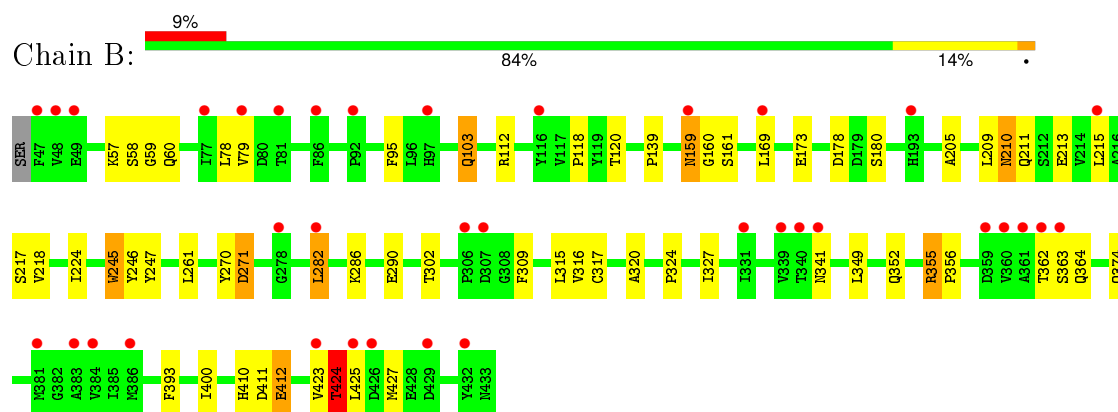 9%
Chain B:
84% 14% •
SER F47 V48 E49 K57 S58 G59 Q60 I77 L78 V79 D80 T81 F86 P92 F95 L96 H97 Q103 R112 Y116 V117 P118 Y119 T120 P139 N159 G160 S161 L169 E173 D178 D179 S180 H193 A205 L209 N210 Q211 S212 E213 V214 L215 A216
S217 V218 I224 W245 Y246 Y247 L261 Y270 D271 G278 L282 K286 E290 T302 P306 D307 G308 F309 L315 V316 C317 A320 P324 I327 I331 V339 T340 N341 L349 Q352 R355 P356 D359 V360 A361 T362 S363 Q364
M381 G382 A383 V384 I385 M386 F393 I400 H410 D411 E412 V423 T424 L425 D426 M427 E428 D429 Y432 N433